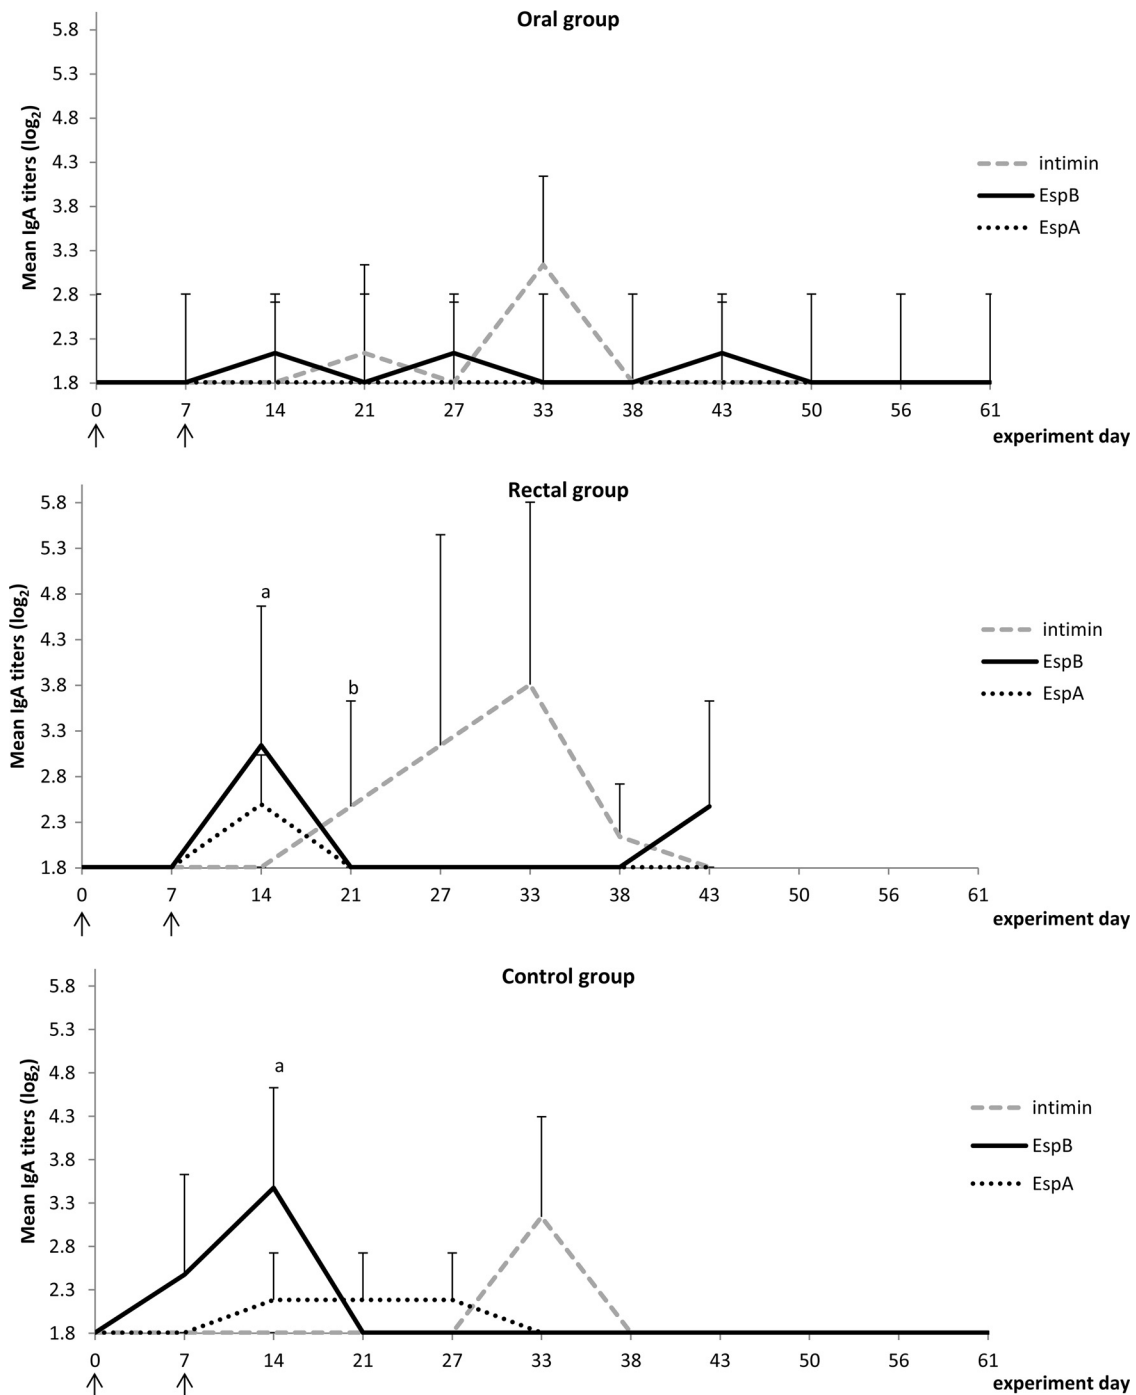 Oral group
5.8
5.3
4.8
4.3
3.8
3.3
2.8
2.3
1.8
Mean IgA titers (log2)
intimin
EspB
EspA
0 7 14 21 27 33 38 43 50 56 61
experiment day
Rectal group
5.8
5.3
4.8
4.3
3.8
3.3
2.8
2.3
1.8
Mean IgA titers (log2)
a
b
intimin
EspB
EspA
0 7 14 21 27 33 38 43 50 56 61
experiment day
Control group
5.8
5.3
4.8
4.3
3.8
3.3
2.8
2.3
1.8
Mean IgA titers (log2)
a
intimin
EspB
EspA
0 7 14 21 27 33 38 43 50 56 61
experiment day